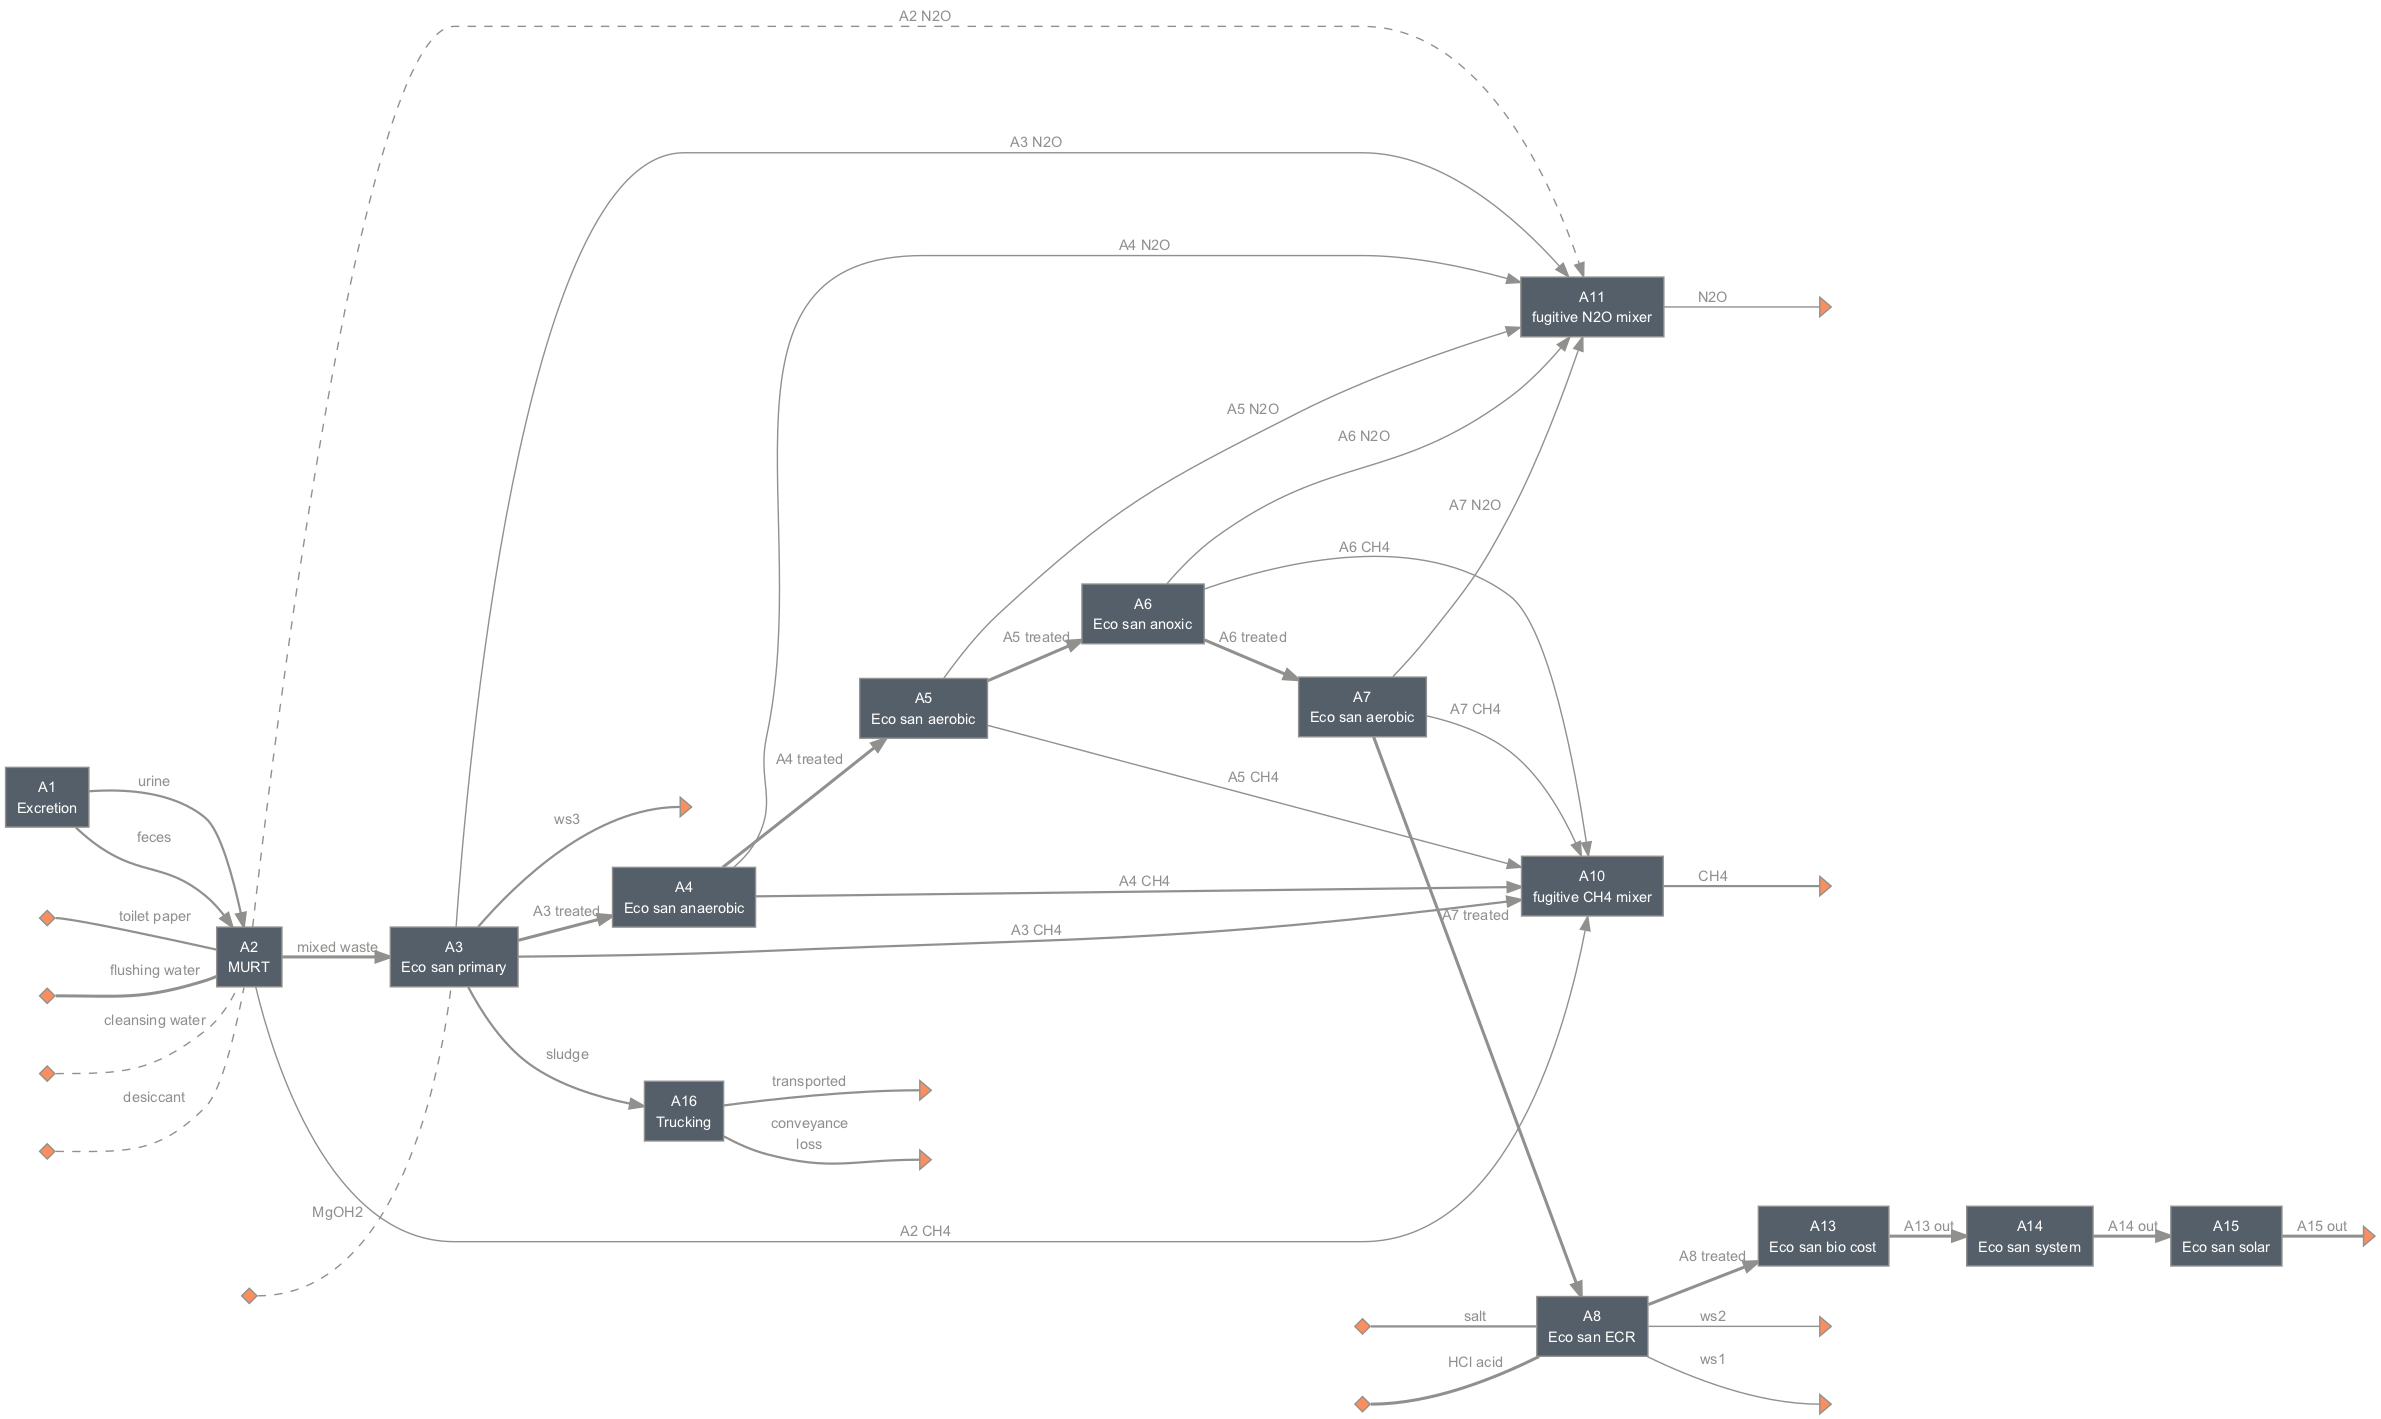 A2 N2O
A3 N2O
A4 N2O
A11
fugitive N2O mixer
N2O
A5 N2O
A6 N2O
A7 N2O
A6 CH4
A6
Eco san anoxic
A5 treated
A6 treated
A5
Eco san aerobic
A7
Eco san aerobic
A7 CH4
A4 treated
A5 CH4
A1
Excretion
urine
feces
ws3
A4
Eco san anaerobic
A4 CH4
A10
fugitive CH4 mixer
CH4
toilet paper
A3 treated
A7 treated
A2
MURT
mixed waste
A3
Eco san primary
A3 CH4
flushing water
cleansing water
sludge
desiccant
A16
Trucking
transported
conveyance
loss
MgOH2
A2 CH4
A13
Eco san bio cost
A13 out
A14
Eco san system
A14 out
A15
Eco san solar
A15 out
A8 treated
salt
A8
Eco san ECR
ws2
HCl acid
ws1